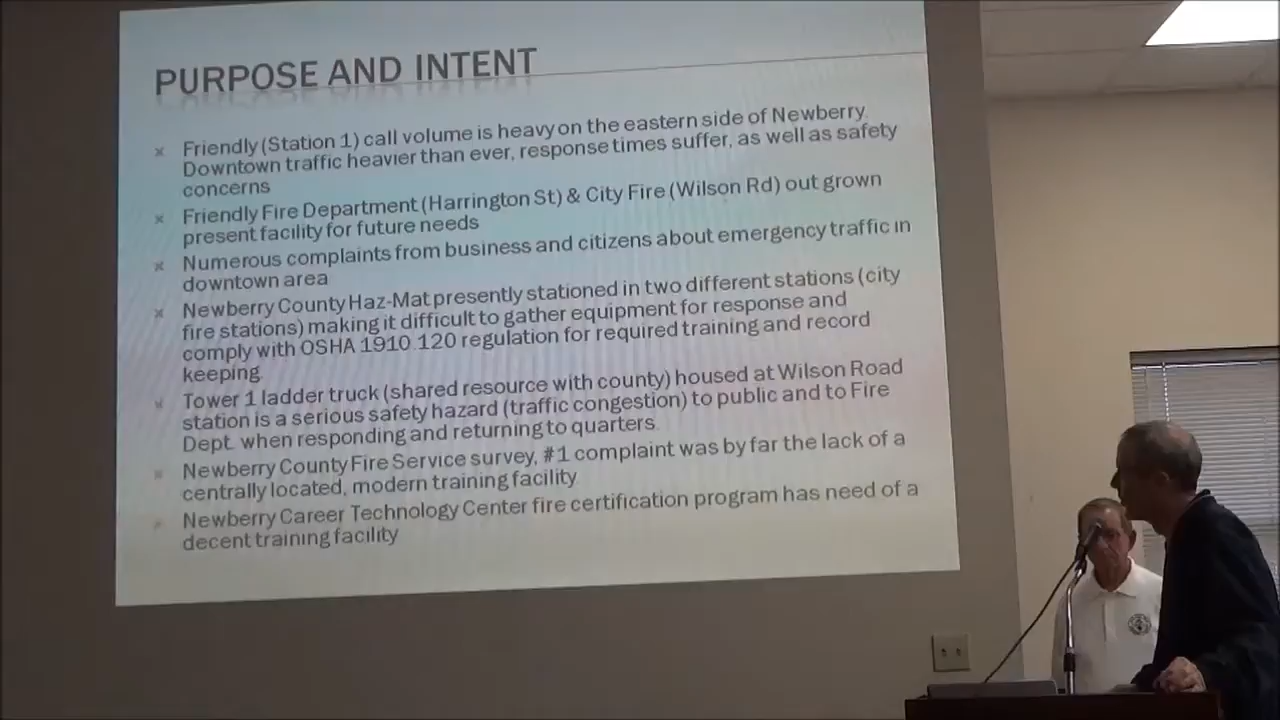 PURPOSE AND INTENT
Friendly (Station 1) call volume is heavy on the eastern side of Newberry.
Downtown traffic heavier than ever, response times suffer, as well as safety
concerns
Friendly Fire Department (Harrington St) & City Fire (Wilson Rd) out grown
present facility for future needs
Numerous complaints from business and citizens about emergency traffic in
downtown area
Newberry County Haz-Mat presently stationed in two different stations (city
fire stations) making it difficult to gather equipment for response and
comply with OSHA 1910.120 regulation for required training and record
keeping.
Tower 1 ladder truck (shared resource with county) housed at Wilson Road
station is a serious safety hazard (traffic congestion) to public and to Fire
Dept. when responding and returning to quarters.
Newberry County Fire Service survey, #1 complaint was by far the lack of a
centrally located, modern training facility
Newberry Career Technology Center fire certification program has need of a
decent training facility